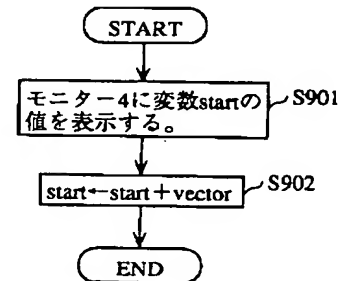 START
モニター4に変数startの
値を表示する。
S901
start←start+vector
S902
END